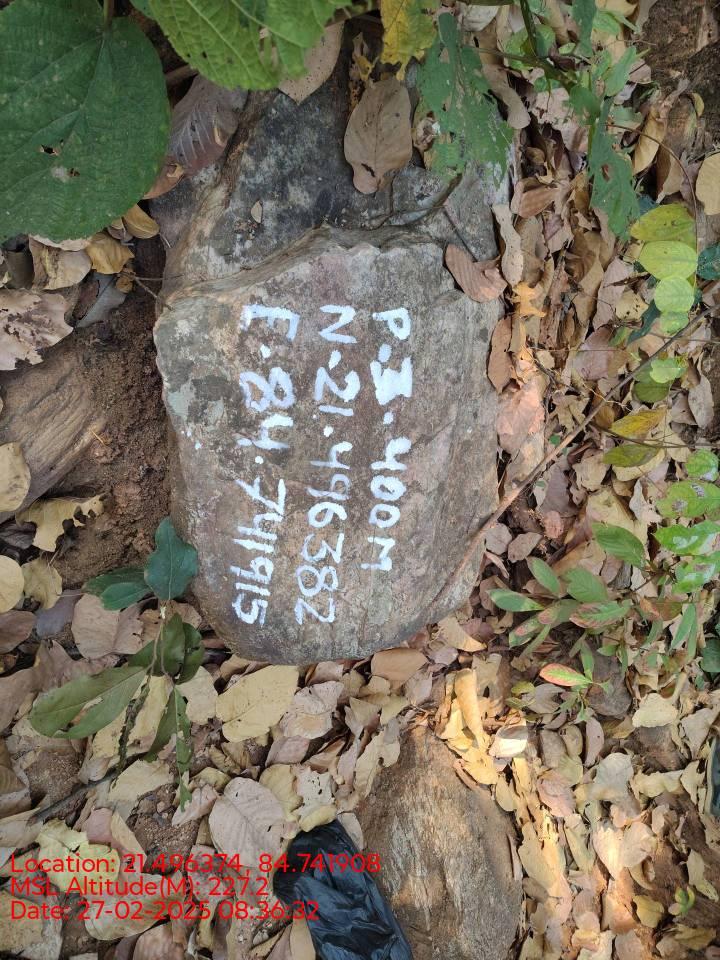 P-3.400M
N-21.496382
E-84.741915
Location: 21.496374, 84.741908
MSL Altitude(M): 227.2
Date: 27-02-2025 08:36:32